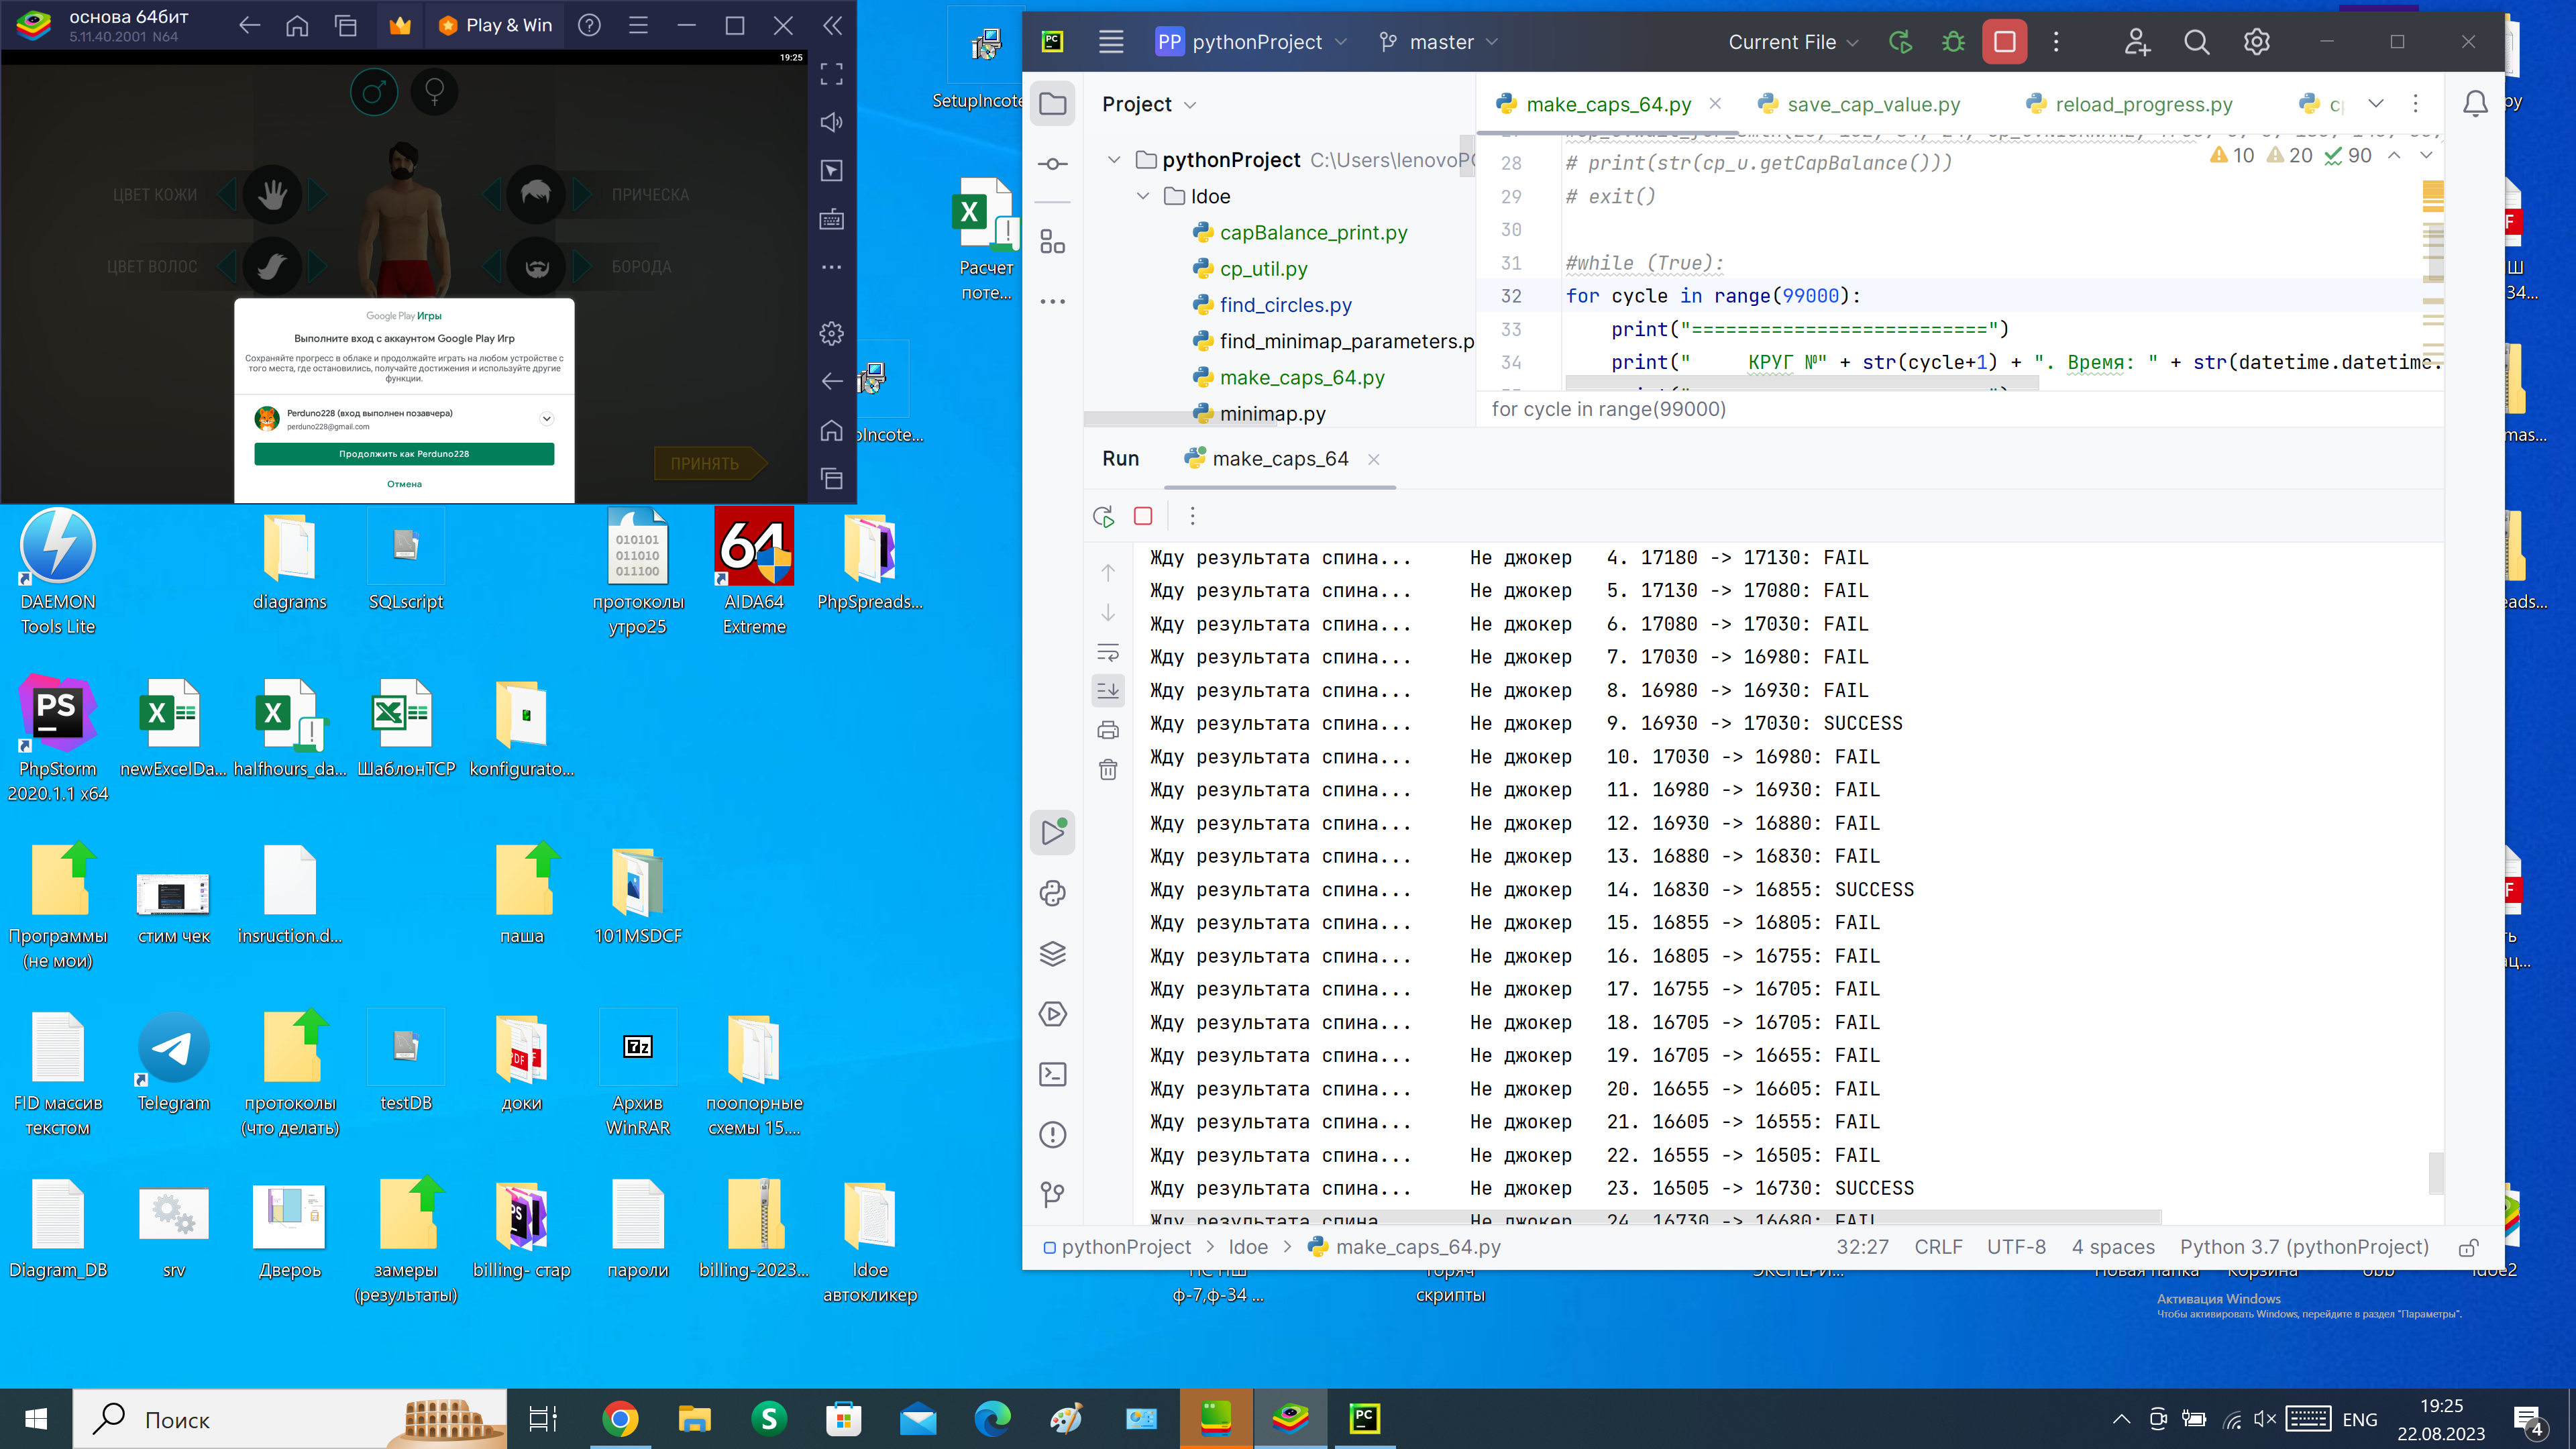 основа 64бит
5.11.40.2001 N64
Play & Win
19:25
ЦВЕТ КОЖИ
ПРИЧЕСКА
ЦВЕТ ВОЛОС
БОРОДА
Google Play Игры
Выполните вход с аккаунтом Google Play Игр
Сохраняйте прогресс в облаке и продолжайте играть на любом устройстве с
того места, где остановились, получайте достижения и используйте другие
функции.
Perduno228 (вход выполнен позавчера)
perduno228@gmail.com
Продолжить как Perduno228
Отмена
ПРИНЯТЬ
SetupIncote
Расчет
поте...
pIncote...
PP pythonProject
master
Current File
Project
make_caps_64.py
save_cap_value.py
reload_progress.py
pythonProject C:\Users\lenovoPC
ldoe
capBalance_print.py
cp_util.py
find_circles.py
find_minimap_parameters.p
make_caps_64.py
minimap.py
10 20 90
28 # print(str(cp_u.getCapBalance()))
29 # exit()
30
31 #while (True):
32 for cycle in range(99000):
33 print("==========================")
34 print("     КРУГ №" + str(cycle+1) + ". Время: " + str(datetime.datetime.
for cycle in range(99000)
Run
make_caps_64
Жду результата спина... Не джокер 4. 17180 -> 17130: FAIL
Жду результата спина... Не джокер 5. 17130 -> 17080: FAIL
Жду результата спина... Не джокер 6. 17080 -> 17030: FAIL
Жду результата спина... Не джокер 7. 17030 -> 16980: FAIL
Жду результата спина... Не джокер 8. 16980 -> 16930: FAIL
Жду результата спина... Не джокер 9. 16930 -> 17030: SUCCESS
Жду результата спина... Не джокер 10. 17030 -> 16980: FAIL
Жду результата спина... Не джокер 11. 16980 -> 16930: FAIL
Жду результата спина... Не джокер 12. 16930 -> 16880: FAIL
Жду результата спина... Не джокер 13. 16880 -> 16830: FAIL
Жду результата спина... Не джокер 14. 16830 -> 16855: SUCCESS
Жду результата спина... Не джокер 15. 16855 -> 16805: FAIL
Жду результата спина... Не джокер 16. 16805 -> 16755: FAIL
Жду результата спина... Не джокер 17. 16755 -> 16705: FAIL
Жду результата спина... Не джокер 18. 16705 -> 16705: FAIL
Жду результата спина... Не джокер 19. 16705 -> 16655: FAIL
Жду результата спина... Не джокер 20. 16655 -> 16605: FAIL
Жду результата спина... Не джокер 21. 16605 -> 16555: FAIL
Жду результата спина... Не джокер 22. 16555 -> 16505: FAIL
Жду результата спина... Не джокер 23. 16505 -> 16730: SUCCESS
Жду результата спина Не джокер 24. 16730 -> 16680: FAIL
pythonProject > ldoe > make_caps_64.py
32:27 CRLF UTF-8 4 spaces Python 3.7 (pythonProject)
DAEMON
Tools Lite
diagrams
SQLscript
протоколы
утро25
AIDA64
Extreme
PhpSpreads...
PhpStorm
2020.1.1 x64
newExcelDa...
halfhours_da...
ШаблонТСР
konfigurato...
Программы
(не мои)
стим чек
insruction.d...
паша
101MSDCF
FID массив
текстом
Telegram
протоколы
(что делать)
testDB
доки
Архив
WinRAR
поопорные
схемы 15....
Diagram_DB
srv
Дверь
замеры
(результаты)
billing- стар
пароли
billing-2023...
ldoe
автокликер
ф-7,ф-34 ...
скрипты
Активация Windows
Чтобы активировать Windows, перейдите в раздел "Параметры".
Поиск
ENG
19:25
22.08.2023
4